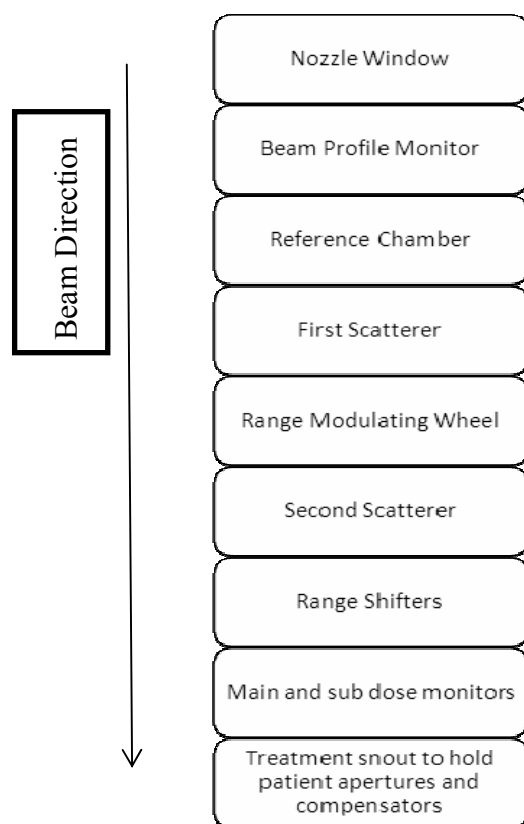 Beam Direction
Nozzle Window
Beam Profile Monitor
Reference Chamber
First Scatterer
Range Modulating Wheel
Second Scatterer
Range Shifters
Main and sub dose monitors
Treatment snout to hold
patient apertures and
compensators